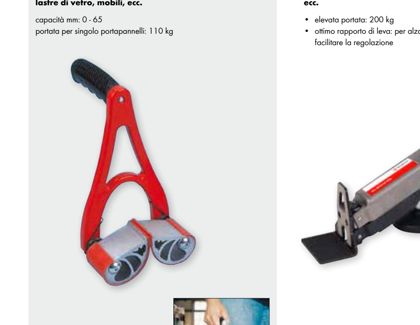 lastre di vetro, mobili, ecc.
capacità mm: 0 - 65
portata per singolo portapannelli: 110 kg
ecc.
• elevata portata: 200 kg
• ottimo rapporto di leva: per alz
facilitare la regolazione